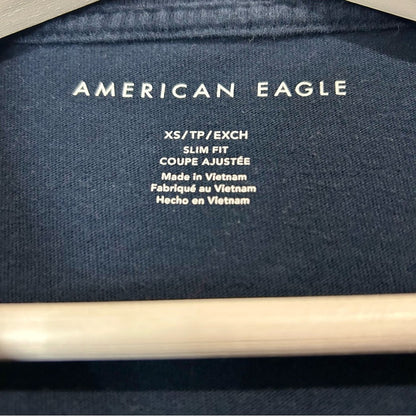 AMERICAN EAGLE
XS/TP/EXCH
SLIM FIT
COUPE AJUSTÉE
Made in Vietnam
Fabriqué au Vietnam
Hecho en Vietnam